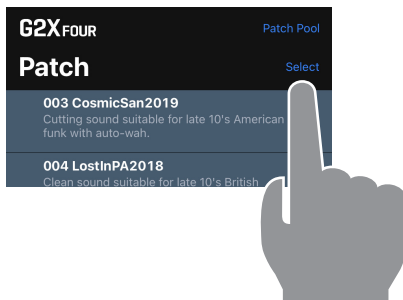 G2X FOUR
Patch Pool
Patch
Select
003 CosmicSan2019
Cutting sound suitable for late 10's American
funk with auto-wah.
004 LostInPA2018
Clean sound suitable for late 10's British